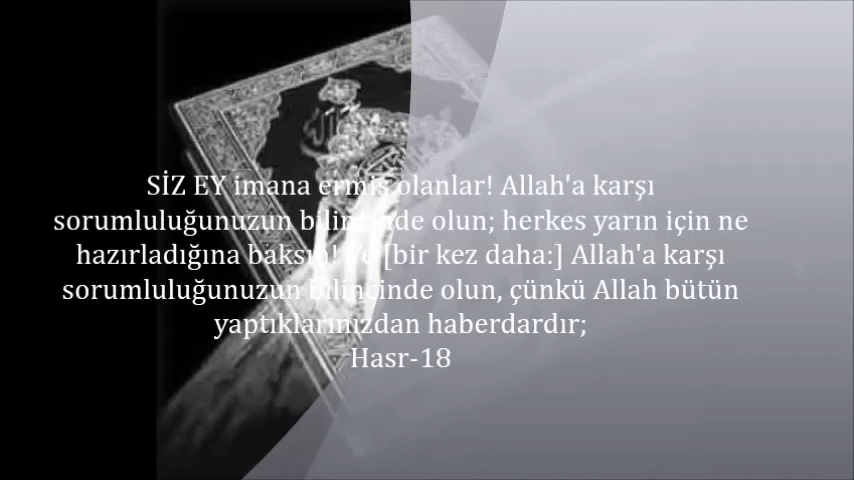 SİZ EY imana ermiş olanlar! Allah'a karşı
sorumluluğunuzun bilincinde olun; herkes yarın için ne
hazırladığına baksın! Ve [bir kez daha:] Allah'a karşı
sorumluluğunuzun bilinçinde olun, çünkü Allah bütün
yaptıklarınızdan haberdardır;
Hasr-18